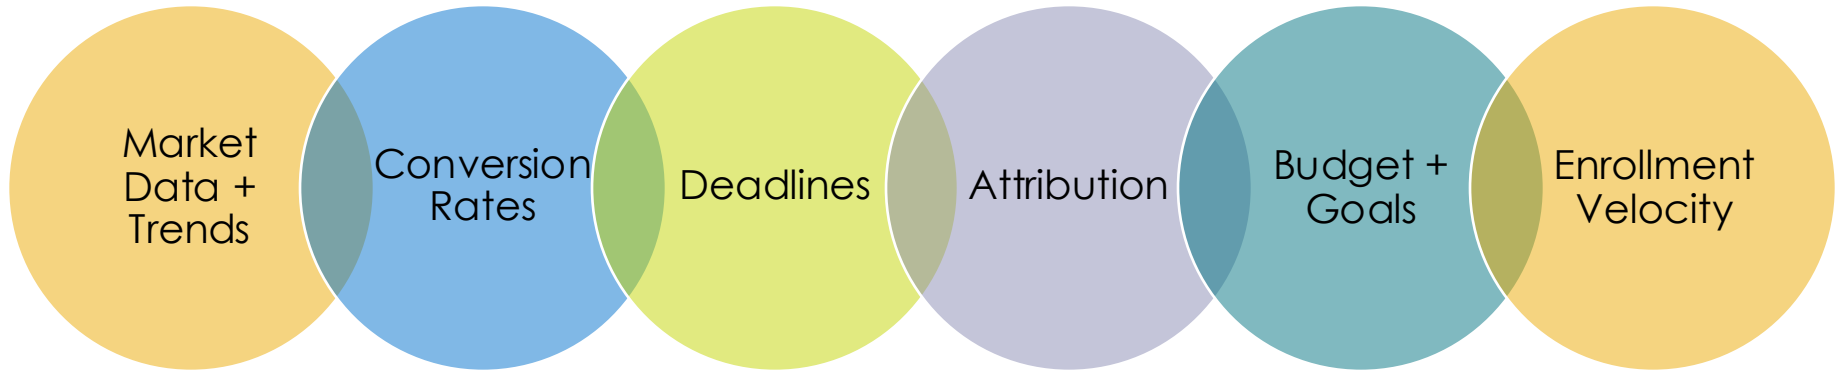 Market
Data +
Trends
Conversion
Rates
Deadlines
Attribution
Budget +
Goals
Enrollment
Velocity